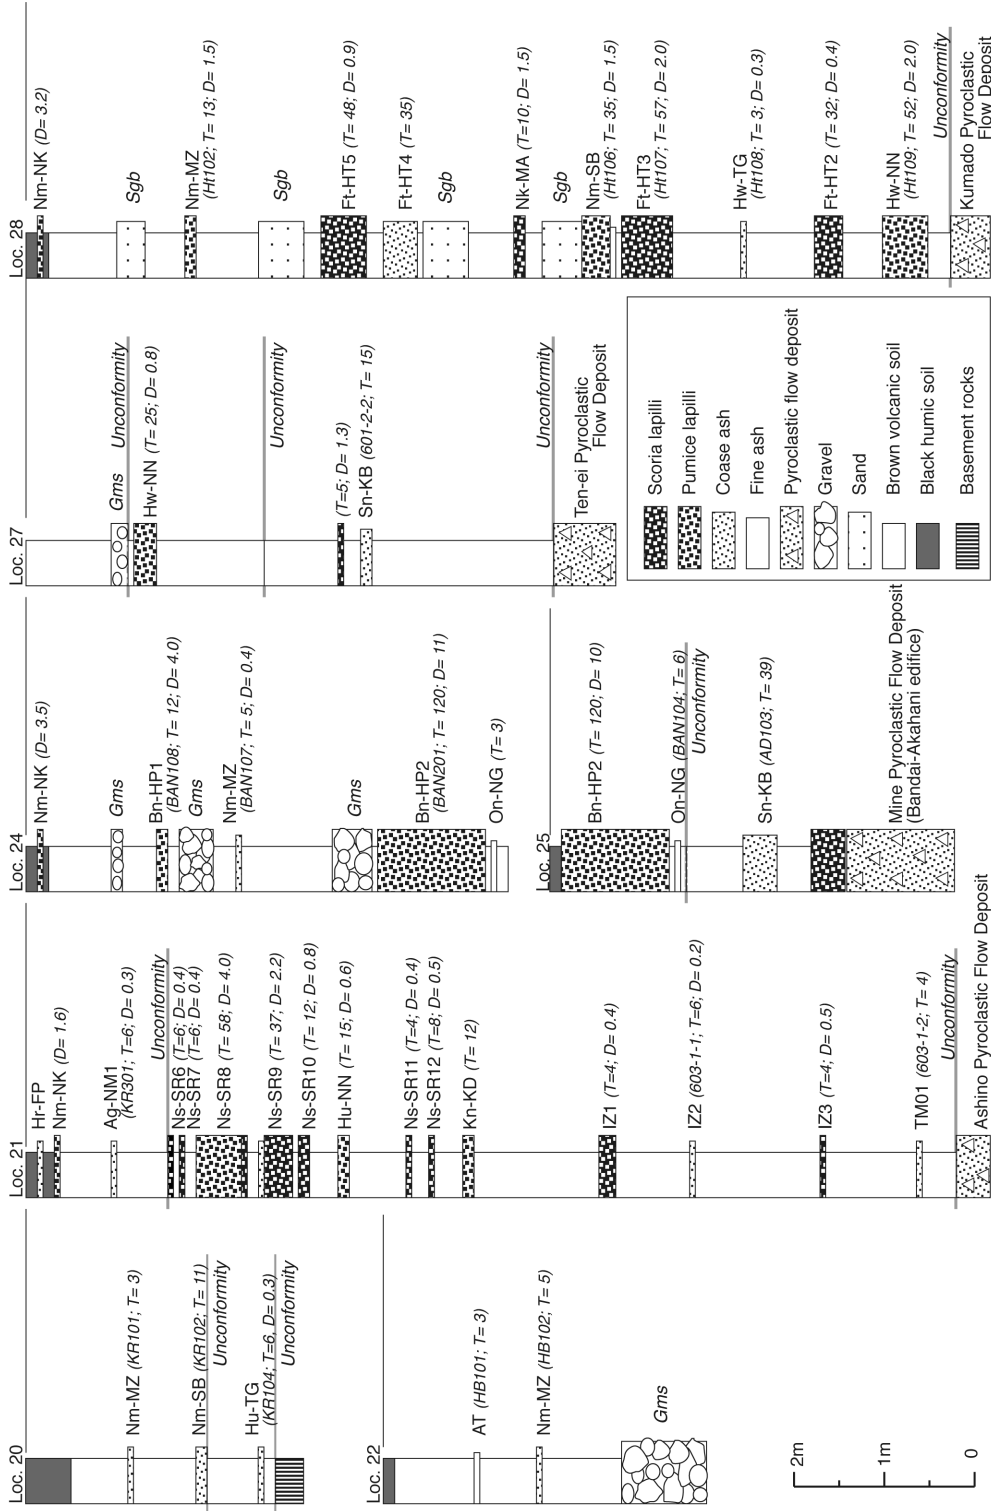 Loc. 20
Nm-MZ (KR101; T= 3)
Nm-SB (KR102; T= 11)
Unconformity
Hu-TG
(KR104; T=6, D= 0.3)
Unconformity
Loc. 22
AT (HB101; T= 3)
Nm-MZ (HB102; T= 5)
Gms
2m
1m
0
Loc. 21
Hr-FP
Nm-NK (D= 1.6)
Ag-NM1
(KR301; T=6; D= 0.3)
Unconformity
Ns-SR6 (T=6; D= 0.4)
Ns-SR7 (T=6; D= 0.4)
Ns-SR8 (T= 58; D= 4.0)
Ns-SR9 (T= 37; D= 2.2)
Ns-SR10 (T= 12; D= 0.8)
Hu-NN (T= 15; D= 0.6)
Ns-SR11 (T=4; D= 0.4)
Ns-SR12 (T=8; D= 0.5)
Kn-KD (T= 12)
IZ1 (T=4; D= 0.4)
IZ2 (603-1-1; T=6; D= 0.2)
IZ3 (T=4; D= 0.5)
TM01 (603-1-2; T= 4)
Unconformity
Ashino Pyroclastic Flow Deposit
Loc. 24
Nm-NK (D= 3.5)
Gms
Bn-HP1
(BAN108; T= 12; D= 4.0)
Gms
Nm-MZ
(BAN107; T= 5; D= 0.4)
Gms
Bn-HP2
(BAN201; T= 120; D= 11)
On-NG (T= 3)
Loc. 25
Bn-HP2 (T= 120; D= 10)
On-NG (BAN104; T= 6)
Unconformity
Sn-KB (AD103; T= 39)
Mine Pyroclastic Flow Deposit
(Bandai-Akahani edifice)
Loc. 27
Gms
Unconformity
Hw-NN (T= 25; D= 0.8)
Unconformity
(T=5; D= 1.3)
Sn-KB (601-2-2; T= 15)
Unconformity
Ten-ei Pyroclastic
Flow Deposit
Loc. 28
Nm-NK (D= 3.2)
Sgb
Nm-MZ
(Ht102; T= 13; D= 1.5)
Sgb
Ft-HT5 (T= 48; D= 0.9)
Ft-HT4 (T= 35)
Sgb
Nk-MA (T=10; D= 1.5)
Sgb
Nm-SB
(Ht106; T= 35; D= 1.5)
Ft-HT3
(Ht107; T= 57; D= 2.0)
Hw-TG
(Ht108; T= 3; D= 0.3)
Ft-HT2 (T= 32; D= 0.4)
Hw-NN
(Ht109; T= 52; D= 2.0)
Unconformity
Kumado Pyroclastic
Flow Deposit
Scoria lapilli
Pumice lapilli
Coase ash
Fine ash
Pyroclastic flow deposit
Gravel
Sand
Brown volcanic soil
Black humic soil
Basement rocks